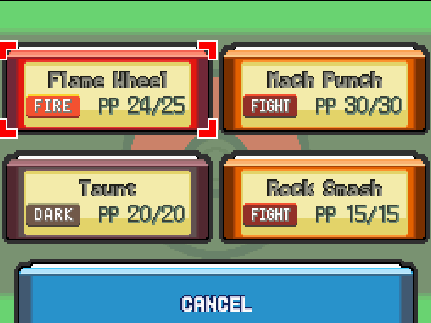 Flame Wheel Mach Punch
FIRE PP 24/25 FIGHT PP 30/30
Taunt Rock Smash
DARK PP 20/20 FIGHT PP 15/15
CANCEL